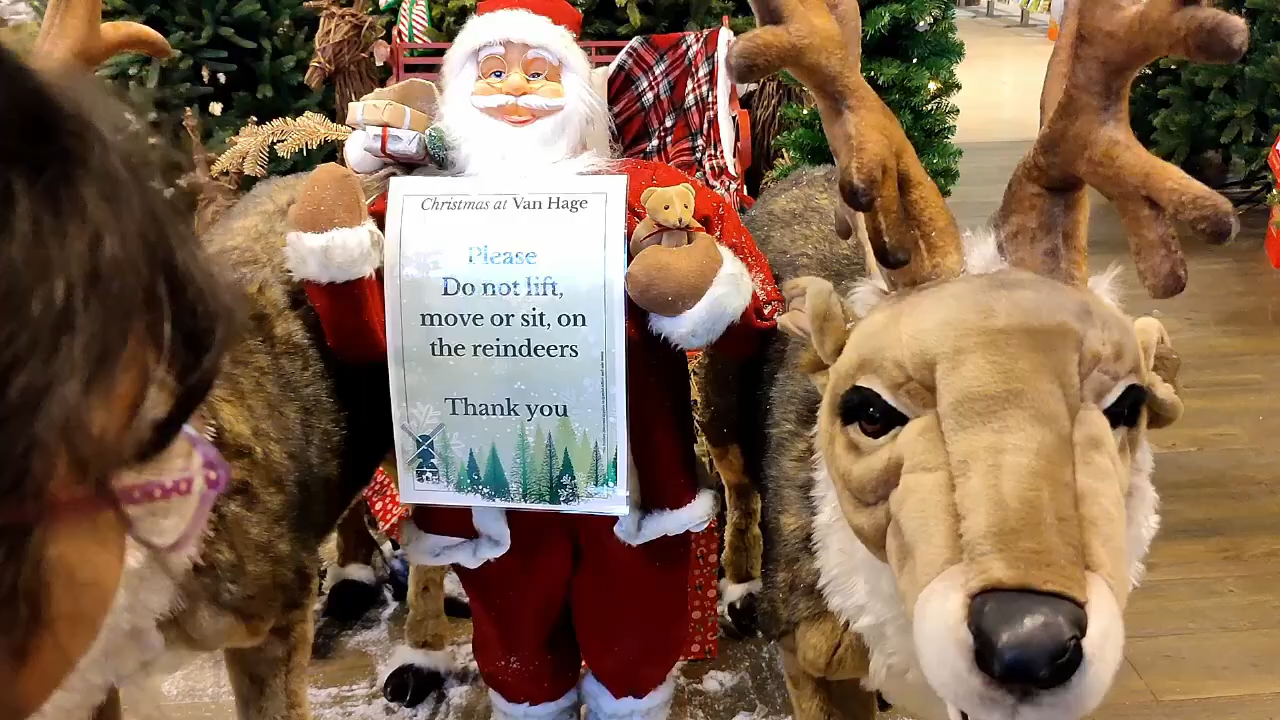 Christmas at Van Hage
Please
Do not lift,
move or sit, on
the reindeers
Thank you